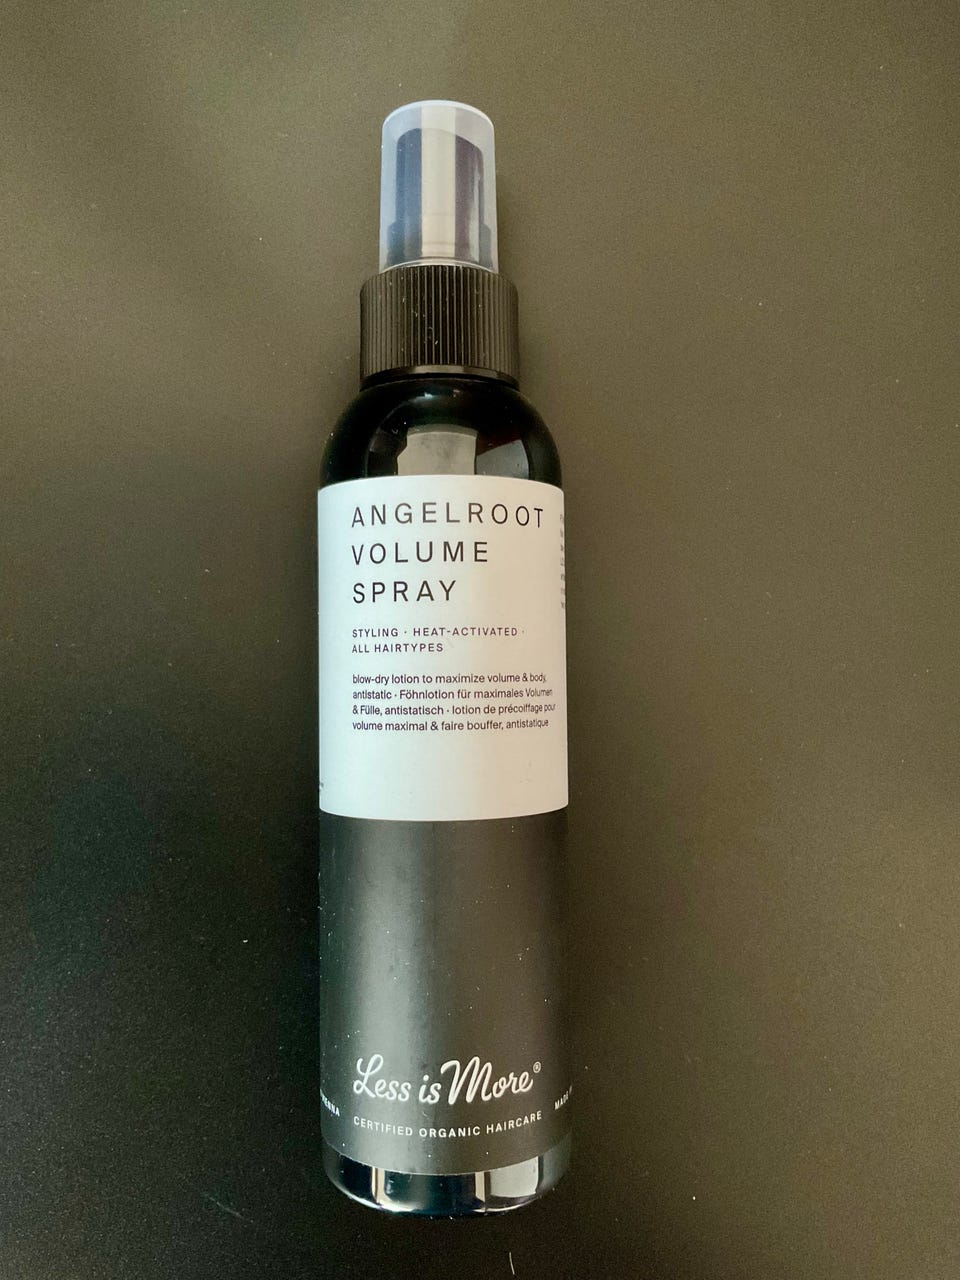 ANGELROOT
VOLUME
SPRAY
STYLING · HEAT-ACTIVATED ·
ALL HAIRTYPES
blow-dry lotion to maximize volume & body,
antistatic · Föhnlotion für maximales Volumen
& Fülle, antistatisch · lotion de précoiffage pour
volume maximal & faire bouffer, antistatique
Less is More®
CERTIFIED ORGANIC HAIRCARE
MADE